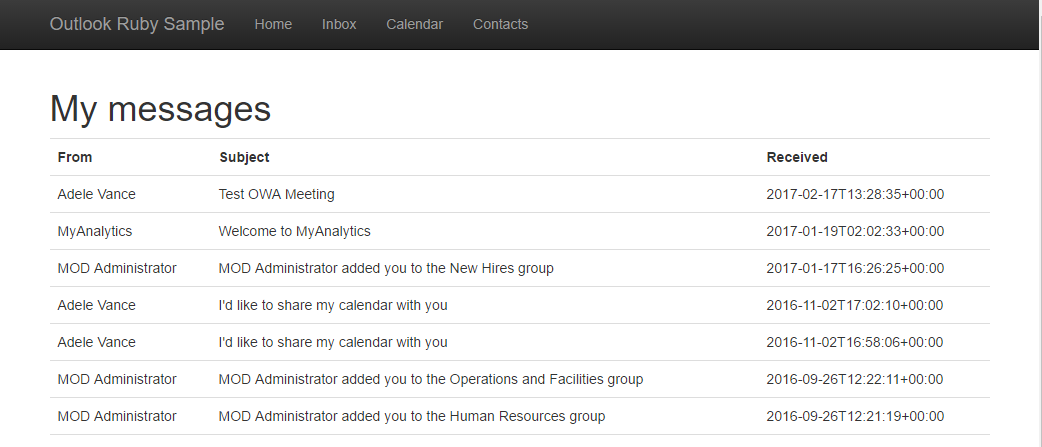 Outlook Ruby Sample Home Inbox Calendar Contacts
My messages
From Subject Received
Adele Vance Test OWA Meeting 2017-02-17T13:28:35+00:00
MyAnalytics Welcome to MyAnalytics 2017-01-19T02:02:33+00:00
MOD Administrator MOD Administrator added you to the New Hires group 2017-01-17T16:26:25+00:00
Adele Vance I'd like to share my calendar with you 2016-11-02T17:02:10+00:00
Adele Vance I'd like to share my calendar with you 2016-11-02T16:58:06+00:00
MOD Administrator MOD Administrator added you to the Operations and Facilities group 2016-09-26T12:22:11+00:00
MOD Administrator MOD Administrator added you to the Human Resources group 2016-09-26T12:21:19+00:00